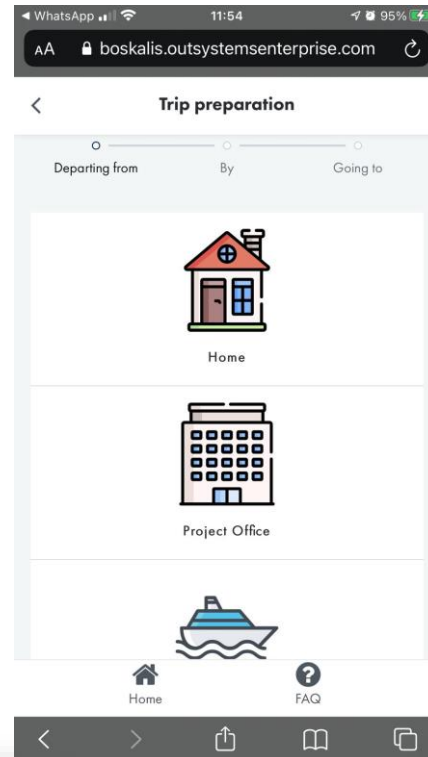 WhatsApp 11:54 95%
AA boskalis.outsystemsenterprise.com
Trip preparation
Departing from By Going to
Home
Project Office
Home FAQ